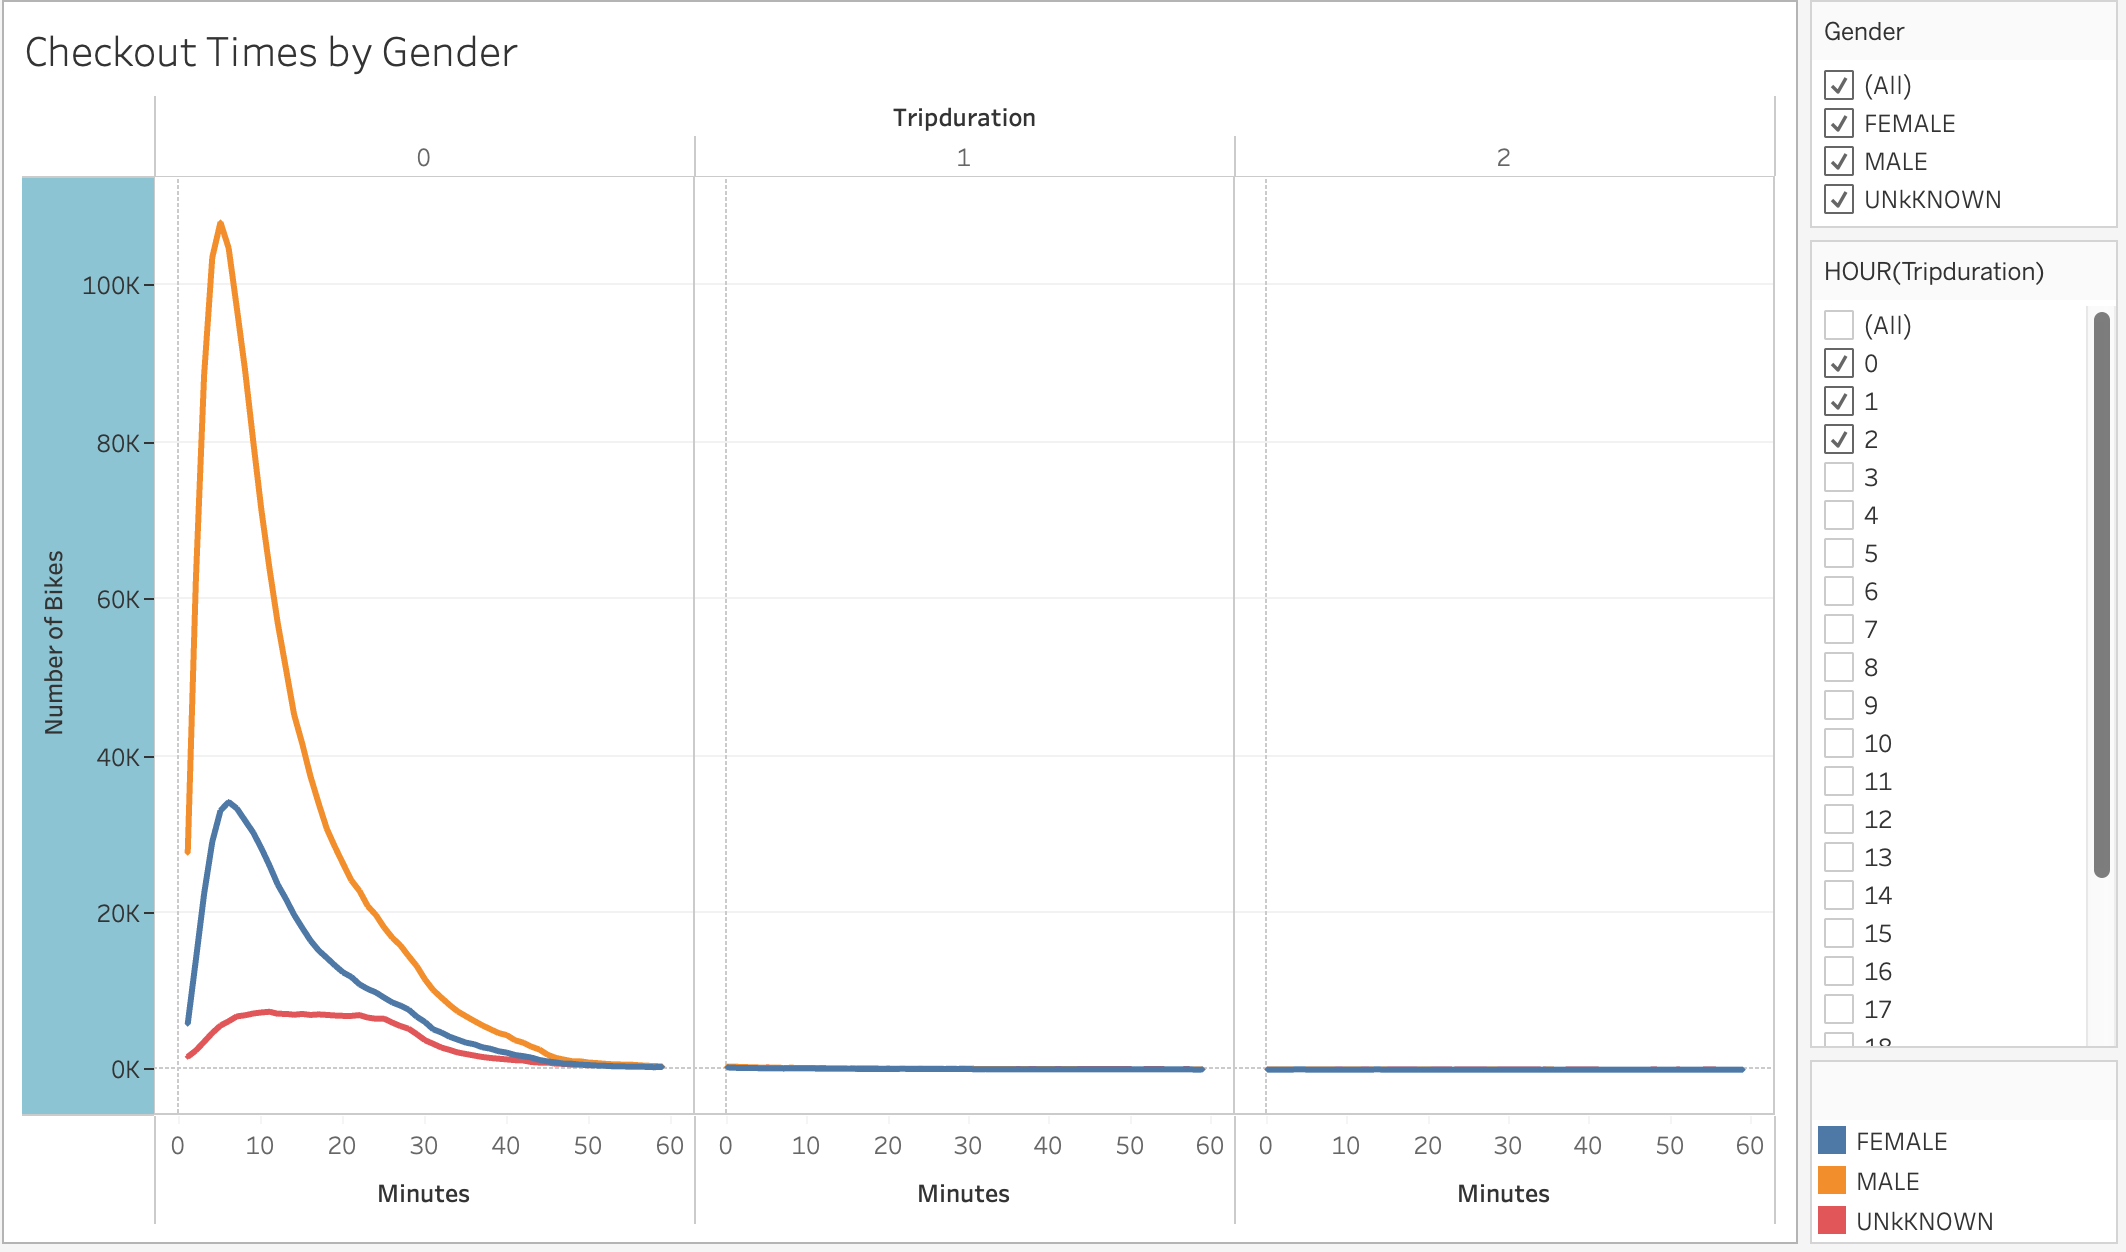 Checkout Times by Gender
Tripduration
0 1 2
100K
80K
60K
40K
20K
0K
Number of Bikes
0 10 20 30 40 50 60 0 10 20 30 40 50 60 0 10 20 30 40 50 60
Minutes Minutes Minutes
Gender
(All)
FEMALE
MALE
UNkKNOWN
HOUR(Tripduration)
(All)
0
1
2
3
4
5
6
7
8
9
10
11
12
13
14
15
16
17
18
FEMALE
MALE
UNkKNOWN